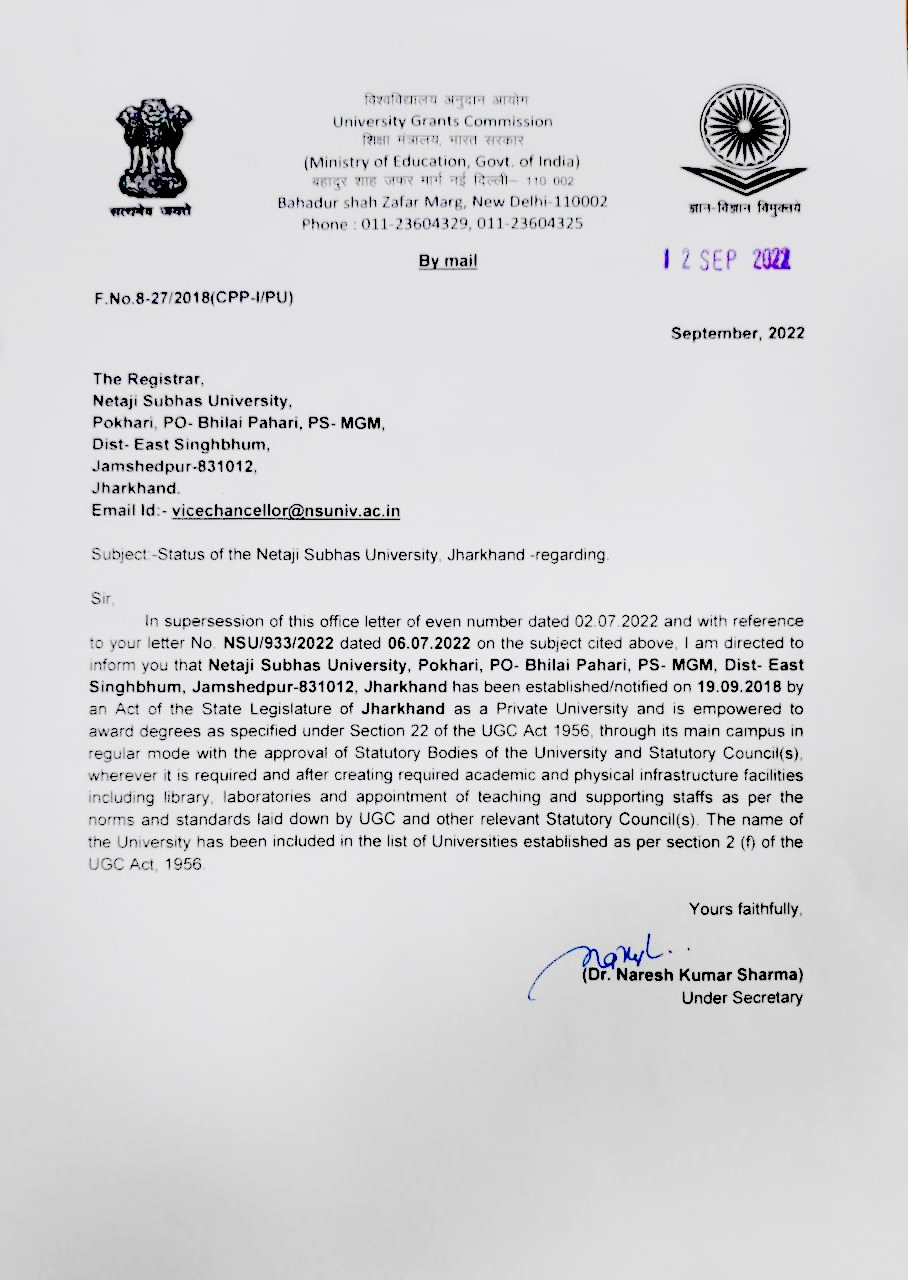 विश्वविद्यालय अनुदान आयोग
University Grants Commission
शिक्षा मंत्रालय, भारत सरकार
(Ministry of Education, Govt. of India)
बहादुर शाह जफर मार्ग नई दिल्ली– 110 002
Bahadur shah Zafar Marg, New Delhi-110002
Phone : 011-23604329, 011-23604325
सत्यमेव जयते
ज्ञान-विज्ञान विमुक्तये
By mail
12 SEP 2022
F.No.8-27/2018(CPP-I/PU)
September, 2022
The Registrar,
Netaji Subhas University,
Pokhari, PO- Bhilai Pahari, PS- MGM,
Dist- East Singhbhum,
Jamshedpur-831012,
Jharkhand.
Email Id:- vicechancellor@nsuniv.ac.in
Subject:-Status of the Netaji Subhas University, Jharkhand -regarding.
Sir,
In supersession of this office letter of even number dated 02.07.2022 and with reference
to your letter No. NSU/933/2022 dated 06.07.2022 on the subject cited above, I am directed to
inform you that Netaji Subhas University, Pokhari, PO- Bhilai Pahari, PS- MGM, Dist- East
Singhbhum, Jamshedpur-831012, Jharkhand has been established/notified on 19.09.2018 by
an Act of the State Legislature of Jharkhand as a Private University and is empowered to
award degrees as specified under Section 22 of the UGC Act 1956, through its main campus in
regular mode with the approval of Statutory Bodies of the University and Statutory Council(s),
wherever it is required and after creating required academic and physical infrastructure facilities
including library, laboratories and appointment of teaching and supporting staffs as per the
norms and standards laid down by UGC and other relevant Statutory Council(s). The name of
the University has been included in the list of Universities established as per section 2 (f) of the
UGC Act, 1956.
Yours faithfully,
(Dr. Naresh Kumar Sharma)
Under Secretary